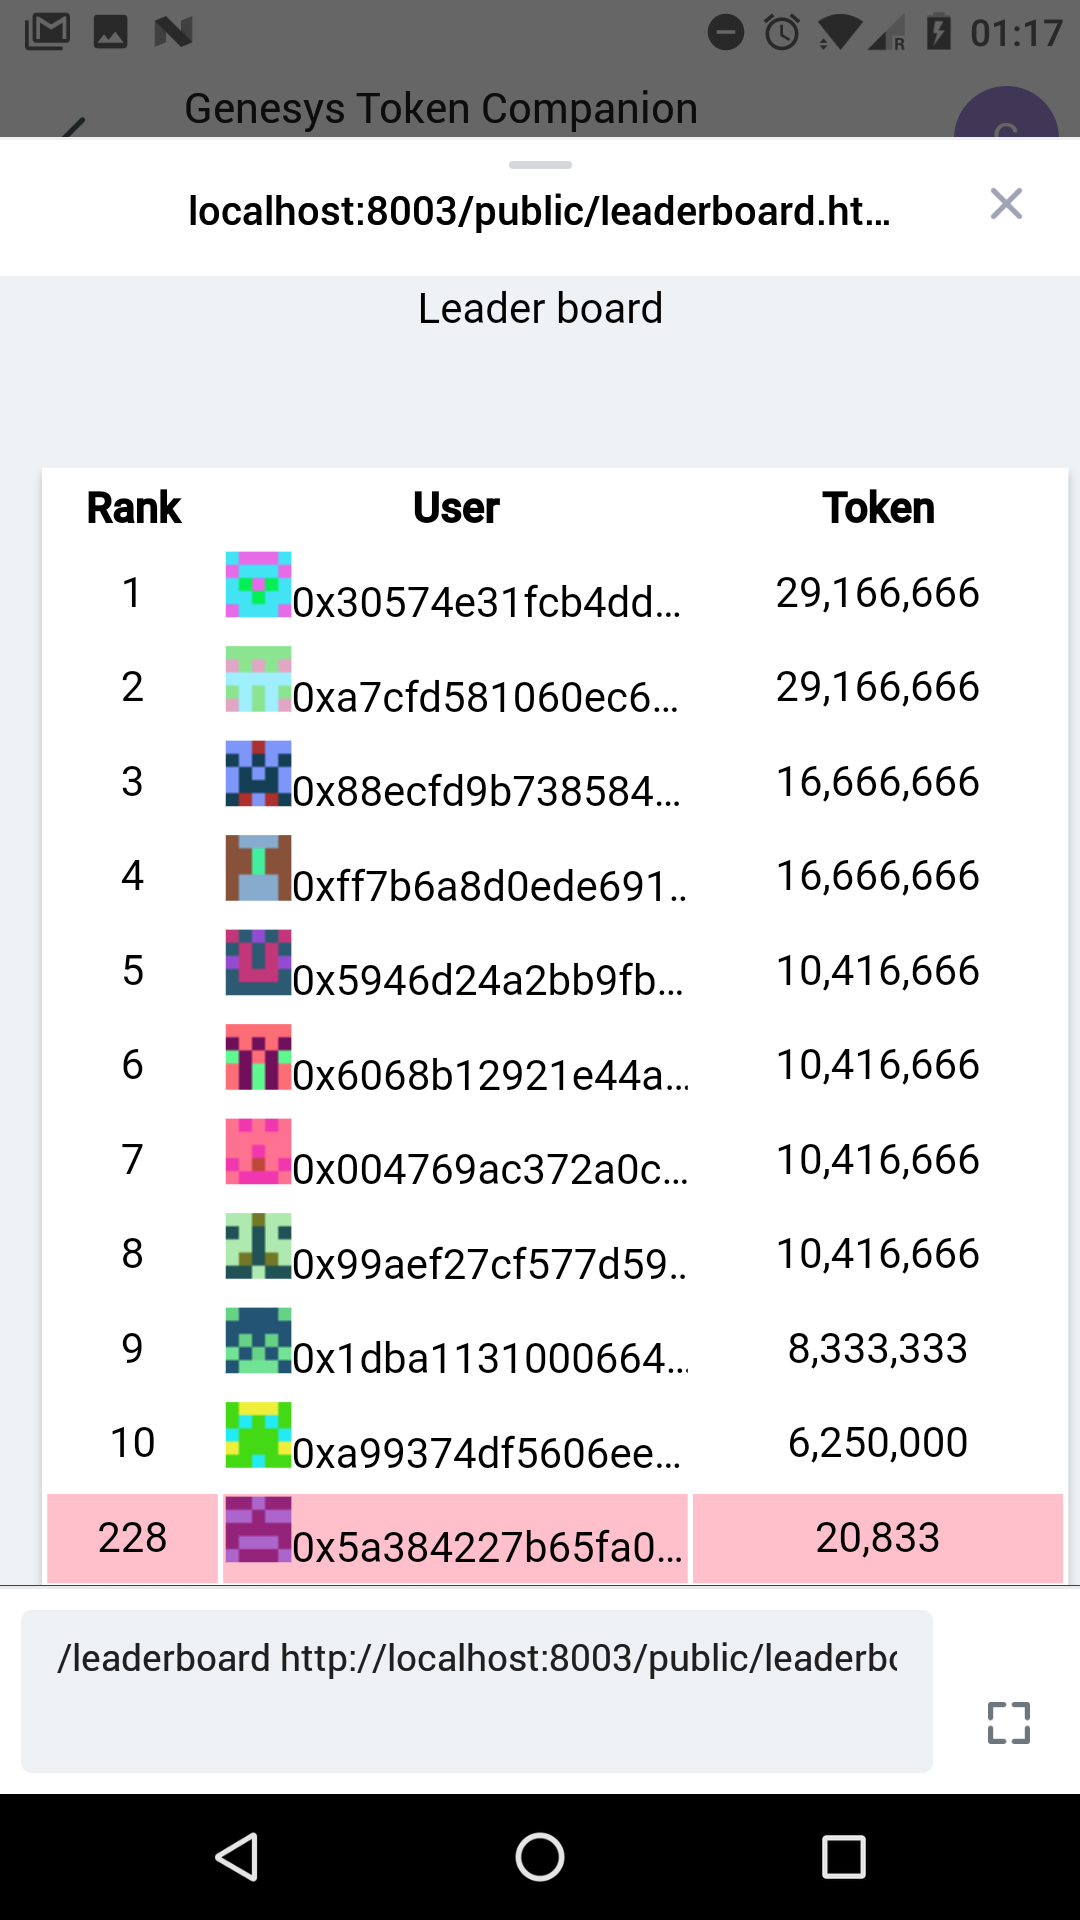 01:17
Genesys Token Companion
localhost:8003/public/leaderboard.ht...
Leader board
Rank User Token
1 0x30574e31fcb4dd... 29,166,666
2 0xa7cfd581060ec6... 29,166,666
3 0x88ecfd9b738584... 16,666,666
4 0xff7b6a8d0ede691.. 16,666,666
5 0x5946d24a2bb9fb... 10,416,666
6 0x6068b12921e44a... 10,416,666
7 0x004769ac372a0c... 10,416,666
8 0x99aef27cf577d59.. 10,416,666
9 0x1dba1131000664... 8,333,333
10 0xa99374df5606ee... 6,250,000
228 0x5a384227b65fa0... 20,833
/leaderboard http://localhost:8003/public/leaderbo